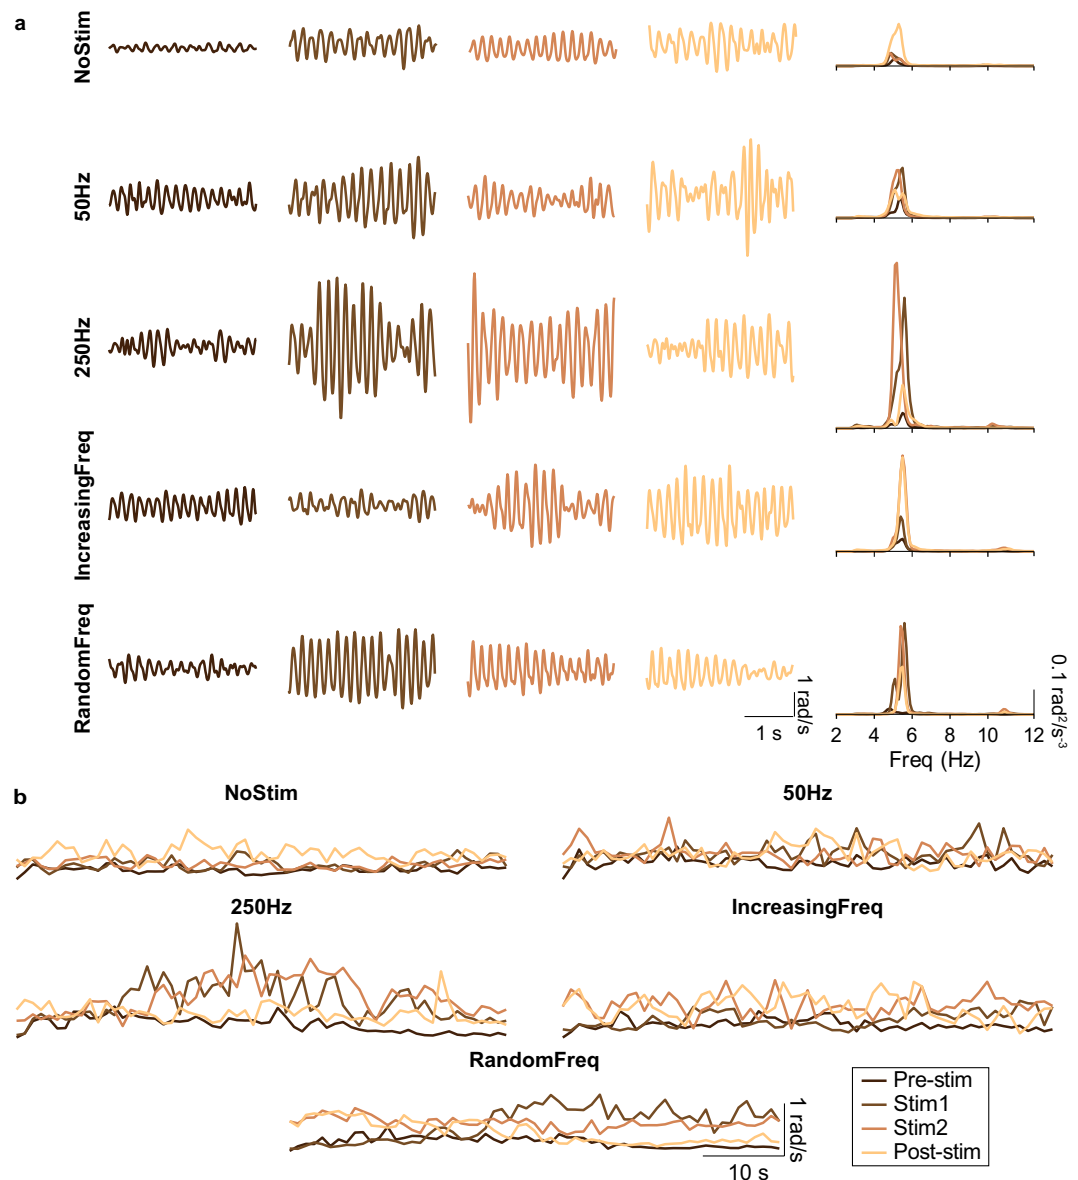 a
NoStim
50Hz
250Hz
IncreasingFreq
RandomFreq
1 rad/s
1 s
0.1 rad²/s⁻³
2 4 6 8 10 12
Freq (Hz)
b
NoStim
50Hz
250Hz
IncreasingFreq
RandomFreq
1 rad/s
10 s
Pre-stim
Stim1
Stim2
Post-stim